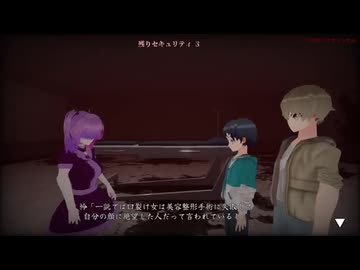 残りセキュリティ 3
怜「一説では口裂け女は美容整形手術に失敗
自分の顔に絶望した人だって言われている